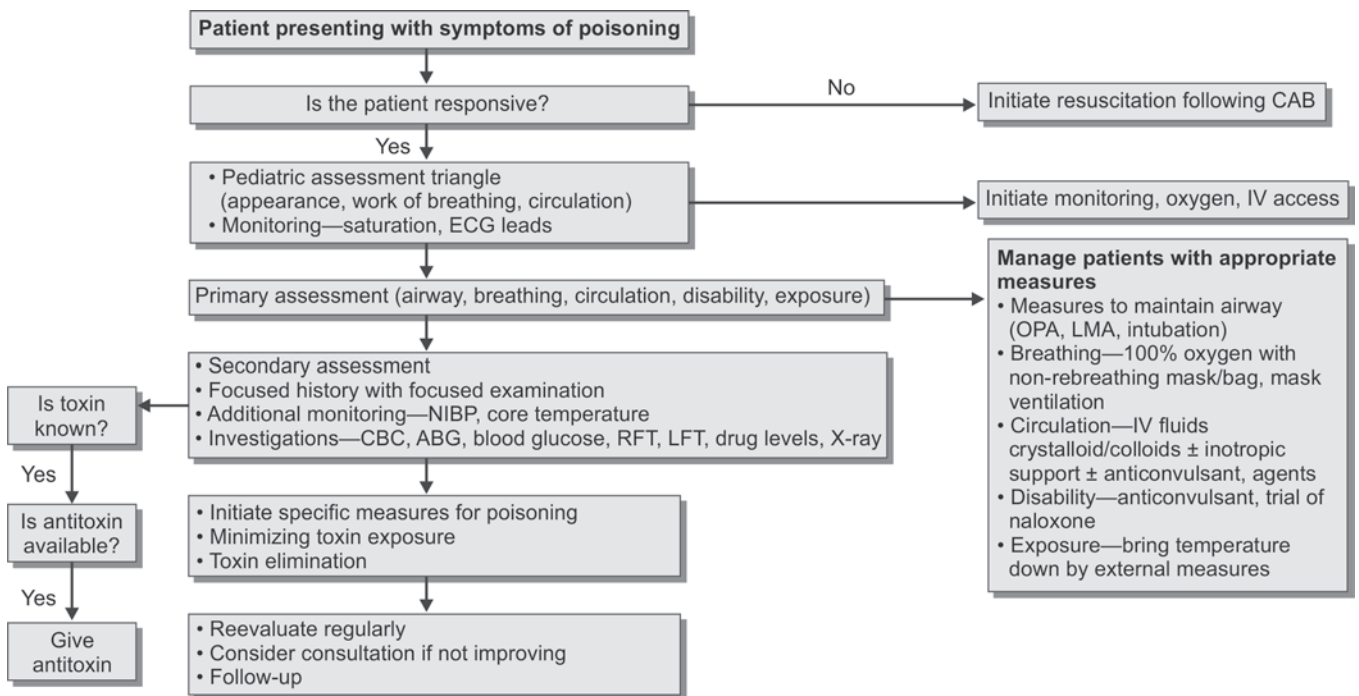 Patient presenting with symptoms of poisoning
Is the patient responsive?
No
Initiate resuscitation following CAB
Yes
• Pediatric assessment triangle
(appearance, work of breathing, circulation)
• Monitoring—saturation, ECG leads
Initiate monitoring, oxygen, IV access
Primary assessment (airway, breathing, circulation, disability, exposure)
Manage patients with appropriate
measures
• Measures to maintain airway
(OPA, LMA, intubation)
• Breathing—100% oxygen with
non-rebreathing mask/bag, mask
ventilation
• Circulation—IV fluids
crystalloid/colloids ± inotropic
support ± anticonvulsant, agents
• Disability—anticonvulsant, trial of
naloxone
• Exposure—bring temperature
down by external measures
• Secondary assessment
• Focused history with focused examination
• Additional monitoring—NIBP, core temperature
• Investigations—CBC, ABG, blood glucose, RFT, LFT, drug levels, X-ray
Is toxin
known?
Yes
Is antitoxin
available?
Yes
Give
antitoxin
• Initiate specific measures for poisoning
• Minimizing toxin exposure
• Toxin elimination
• Reevaluate regularly
• Consider consultation if not improving
• Follow-up